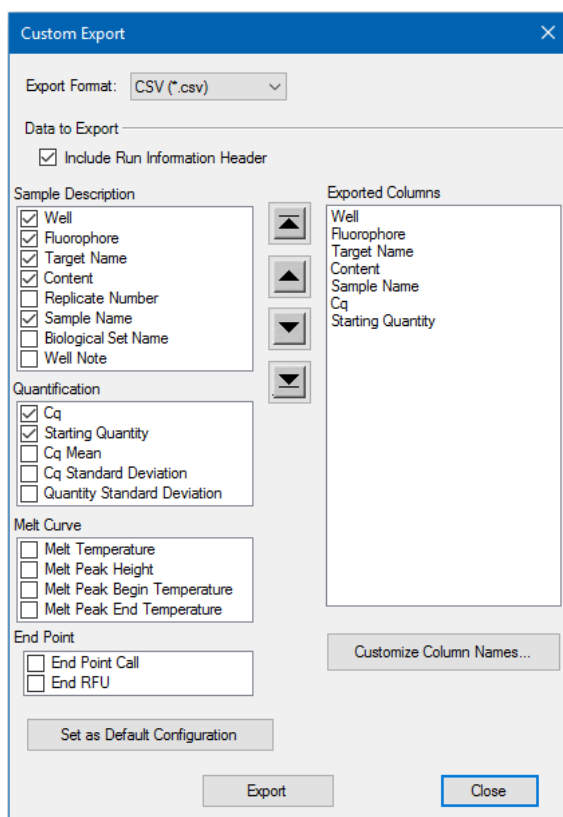 Custom Export
Export Format: CSV (*.csv)
Data to Export
Include Run Information Header
Sample Description
Well
Fluorophore
Target Name
Content
Replicate Number
Sample Name
Biological Set Name
Well Note
Quantification
Cq
Starting Quantity
Cq Mean
Cq Standard Deviation
Quantity Standard Deviation
Melt Curve
Melt Temperature
Melt Peak Height
Melt Peak Begin Temperature
Melt Peak End Temperature
End Point
End Point Call
End RFU
Set as Default Configuration
Exported Columns
Well
Fluorophore
Target Name
Content
Sample Name
Cq
Starting Quantity
Customize Column Names...
Export
Close